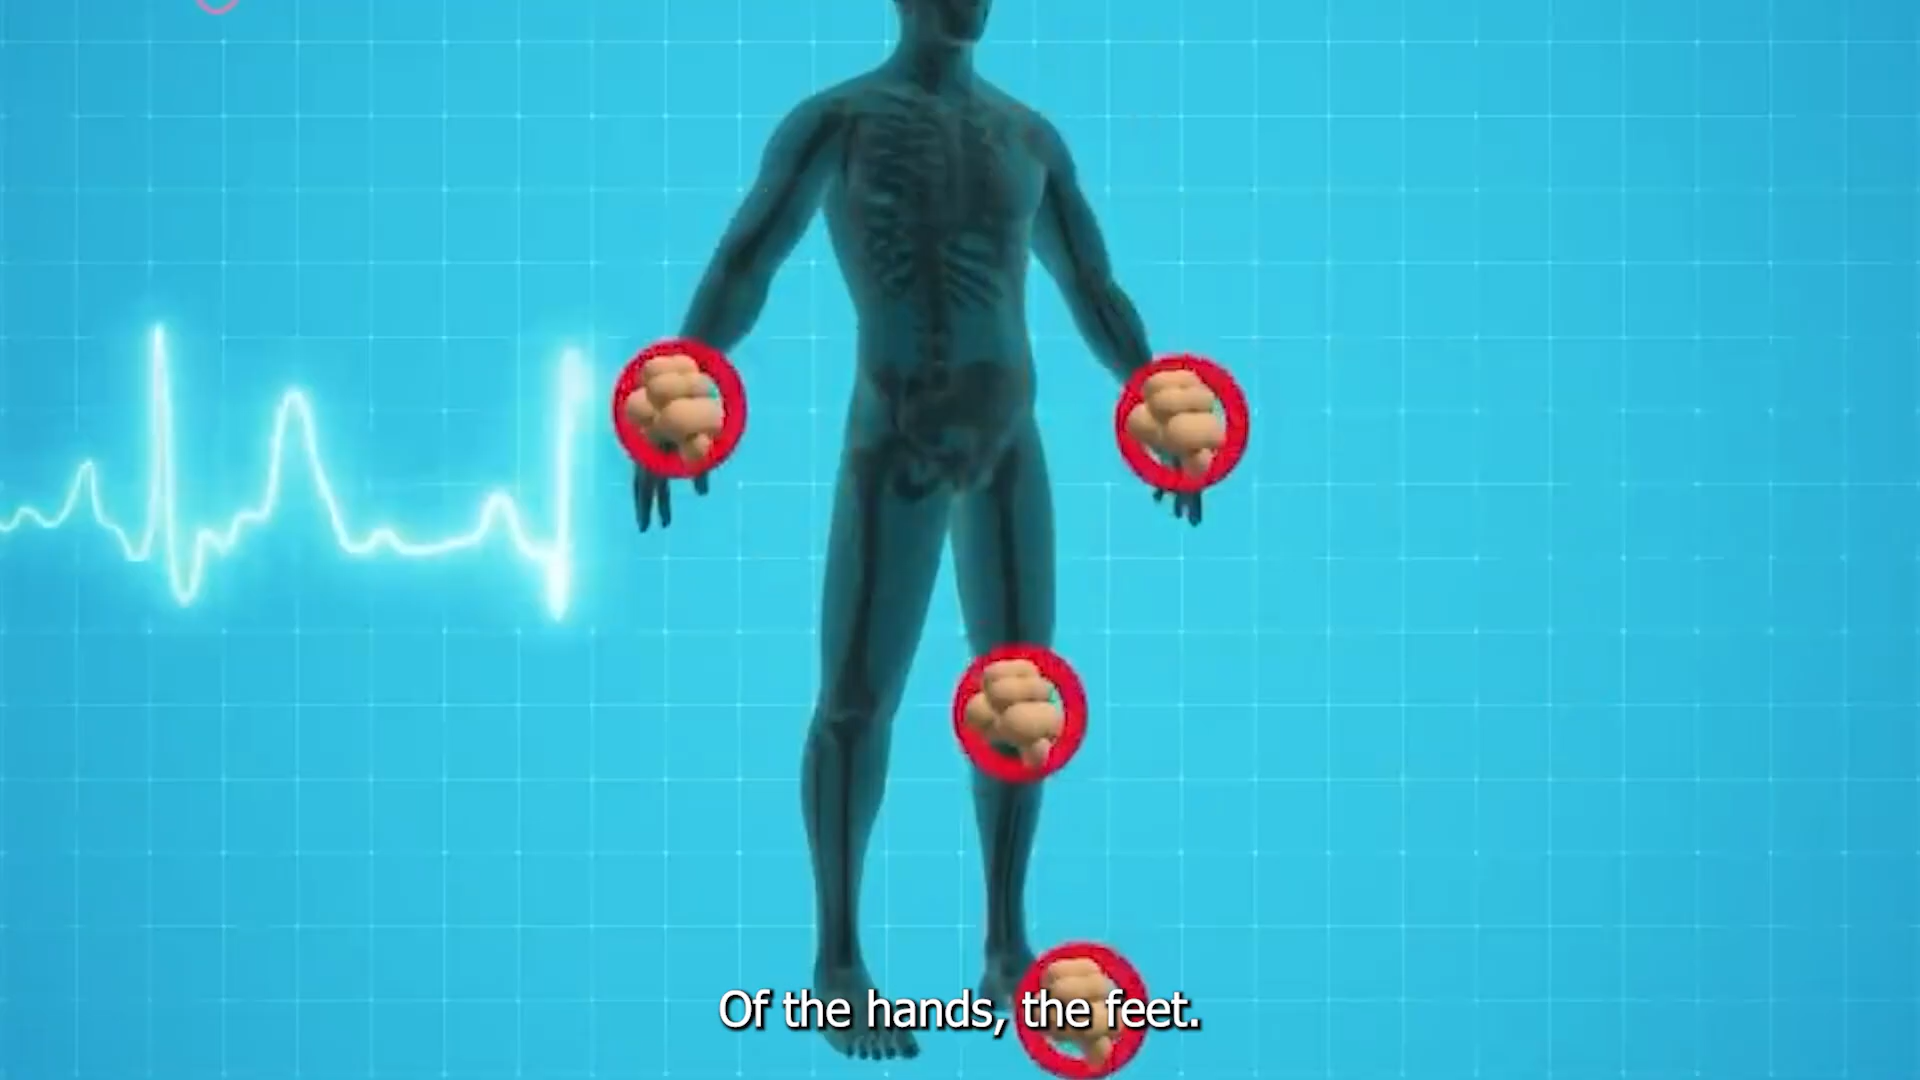 Of the hands, the feet.